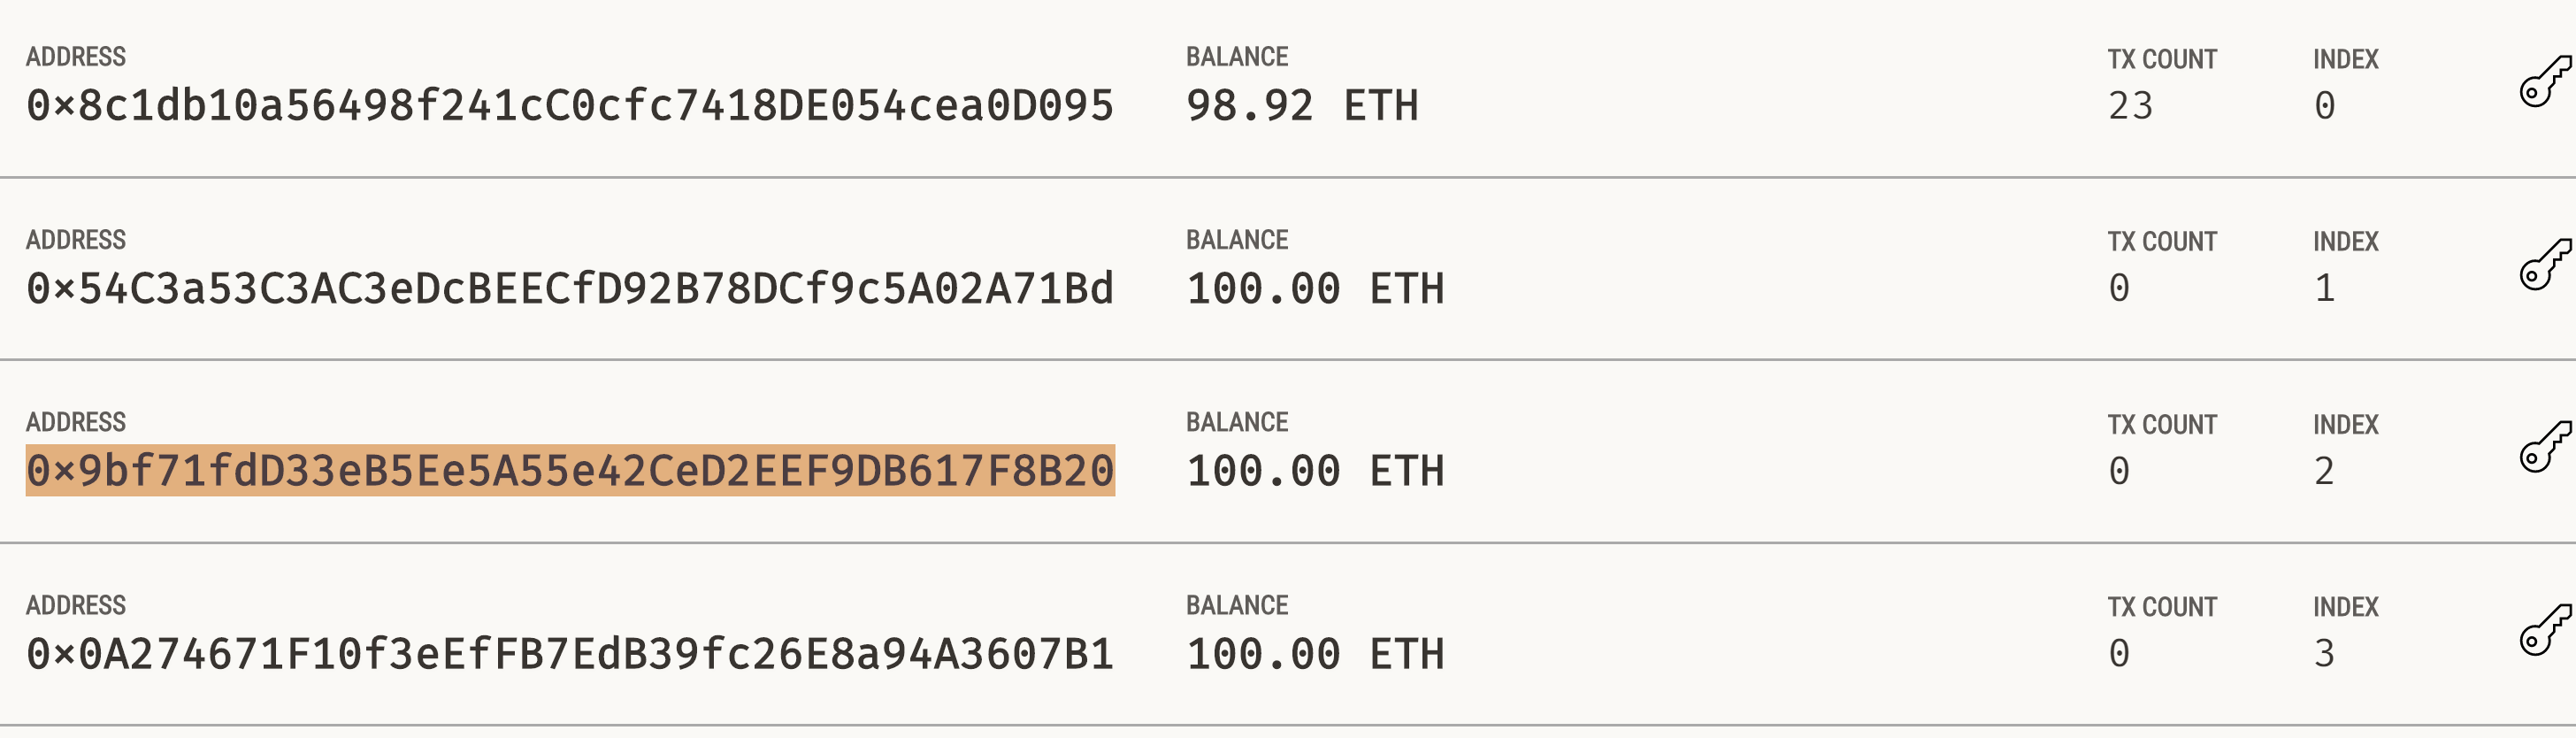 ADDRESS BALANCE TX COUNT INDEX
0×8c1db10a56498f241cC0cfc7418DE054cea0D095 98.92 ETH 23 0
ADDRESS BALANCE TX COUNT INDEX
0×54C3a53C3AC3eDcBEECfD92B78DCf9c5A02A71Bd 100.00 ETH 0 1
ADDRESS BALANCE TX COUNT INDEX
0×9bf71fdD33eB5Ee5A55e42CeD2EEF9DB617F8B20 100.00 ETH 0 2
ADDRESS BALANCE TX COUNT INDEX
0×0A274671F10f3eEfFB7EdB39fc26E8a94A3607B1 100.00 ETH 0 3